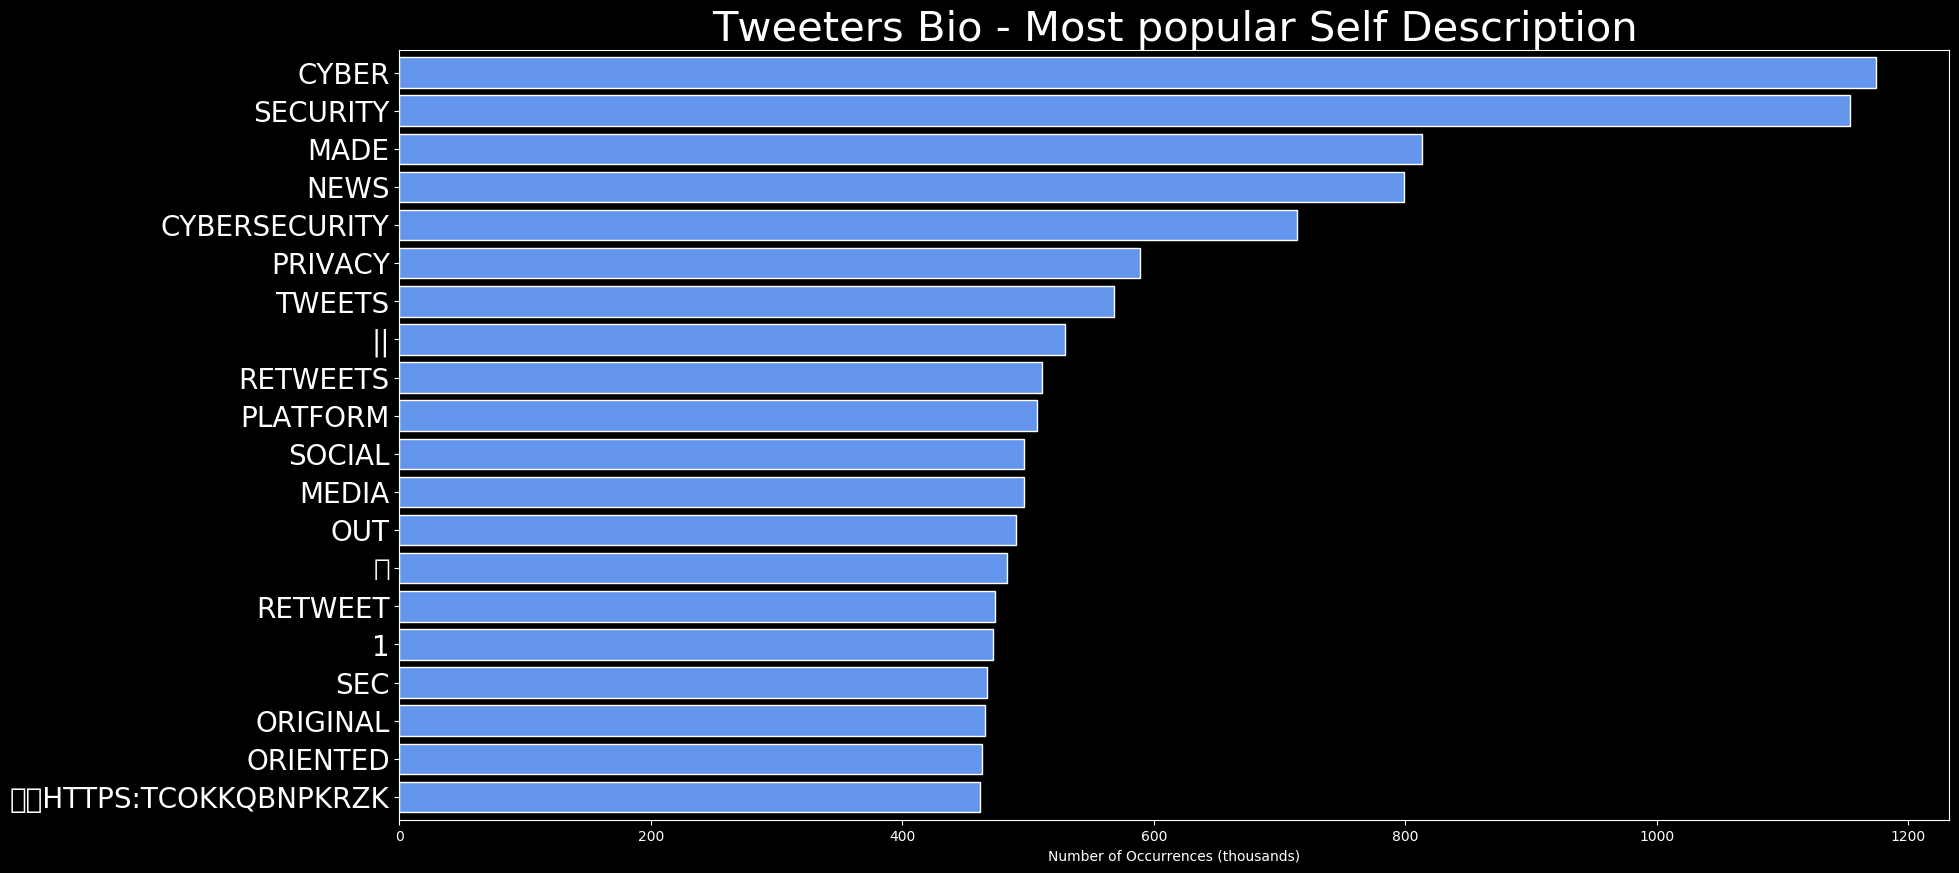 Tweeters Bio - Most popular Self Description
CYBER
SECURITY
MADE
NEWS
CYBERSECURITY
PRIVACY
TWEETS
||
RETWEETS
PLATFORM
SOCIAL
MEDIA
OUT
RETWEET
1
SEC
ORIGINAL
ORIENTED
HTTPS:TCOKKQBNPKRZK
0 200 400 600 800 1000 1200
Number of Occurrences (thousands)